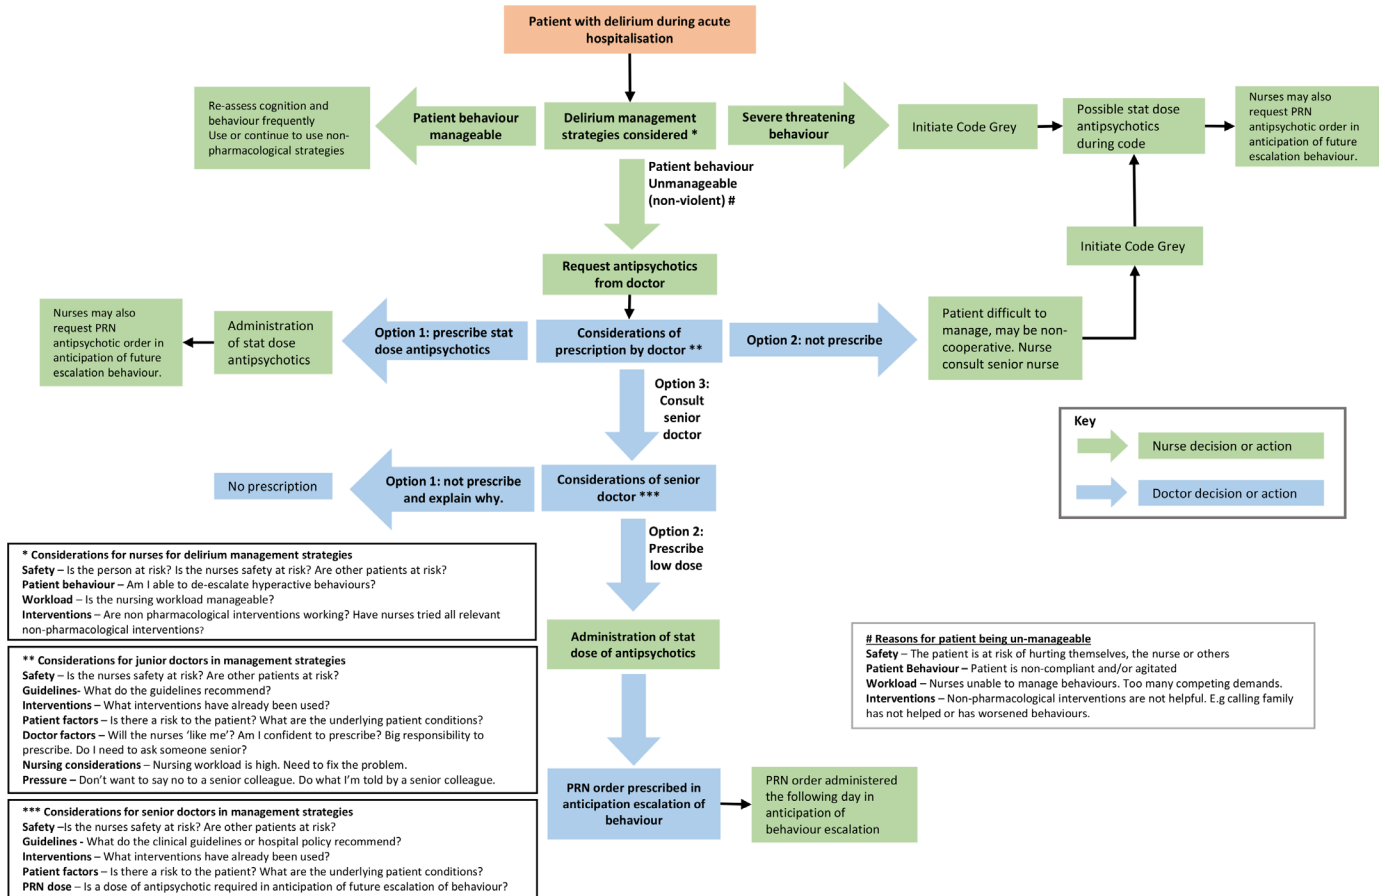 Patient with delirium during acute
hospitalisation
Re-assess cognition and
behaviour frequently
Use or continue to use non-
pharmacological strategies
Patient behaviour
manageable
Delirium management
strategies considered *
Severe threatening
behaviour
Initiate Code Grey
Possible stat dose
antipsychotics
during code
Nurses may also
request PRN
antipsychotic order in
anticipation of future
escalation behaviour.
Patient behaviour
Unmanageable
(non-violent) #
Initiate Code Grey
Request antipsychotics
from doctor
Nurses may also
request PRN
antipsychotic order in
anticipation of future
escalation behaviour.
Administration
of stat dose
antipsychotics
Option 1: prescribe stat
dose antipsychotics
Considerations of
prescription by doctor **
Option 2: not prescribe
Patient difficult to
manage, may be non-
cooperative. Nurse
consult senior nurse
Option 3:
Consult
senior
doctor
Key
Nurse decision or action
Doctor decision or action
No prescription
Option 1: not prescribe
and explain why.
Considerations of senior
doctor ***
Option 2:
Prescribe
low dose
* Considerations for nurses for delirium management strategies
Safety – Is the person at risk? Is the nurses safety at risk? Are other patients at risk?
Patient behaviour – Am I able to de-escalate hyperactive behaviours?
Workload – Is the nursing workload manageable?
Interventions – Are non pharmacological interventions working? Have nurses tried all relevant
non-pharmacological interventions?
Administration of stat
dose of antipsychotics
# Reasons for patient being un-manageable
Safety – The patient is at risk of hurting themselves, the nurse or others
Patient Behaviour – Patient is non-compliant and/or agitated
Workload – Nurses unable to manage behaviours. Too many competing demands.
Interventions – Non-pharmacological interventions are not helpful. E.g calling family
has not helped or has worsened behaviours.
** Considerations for junior doctors in management strategies
Safety – Is the nurses safety at risk? Are other patients at risk?
Guidelines- What do the guidelines recommend?
Interventions – What interventions have already been used?
Patient factors – Is there a risk to the patient? What are the underlying patient conditions?
Doctor factors – Will the nurses ‘like me’? Am I confident to prescribe? Big responsibility to
prescribe. Do I need to ask someone senior?
Nursing considerations – Nursing workload is high. Need to fix the problem.
Pressure – Don’t want to say no to a senior colleague. Do what I’m told by a senior colleague.
PRN order prescribed in
anticipation escalation of
behaviour
PRN order administered
the following day in
anticipation of
behaviour escalation
*** Considerations for senior doctors in management strategies
Safety –Is the nurses safety at risk? Are other patients at risk?
Guidelines - What do the clinical guidelines or hospital policy recommend?
Interventions – What interventions have already been used?
Patient factors – Is there a risk to the patient? What are the underlying patient conditions?
PRN dose – Is a dose of antipsychotic required in anticipation of future escalation of behaviour?